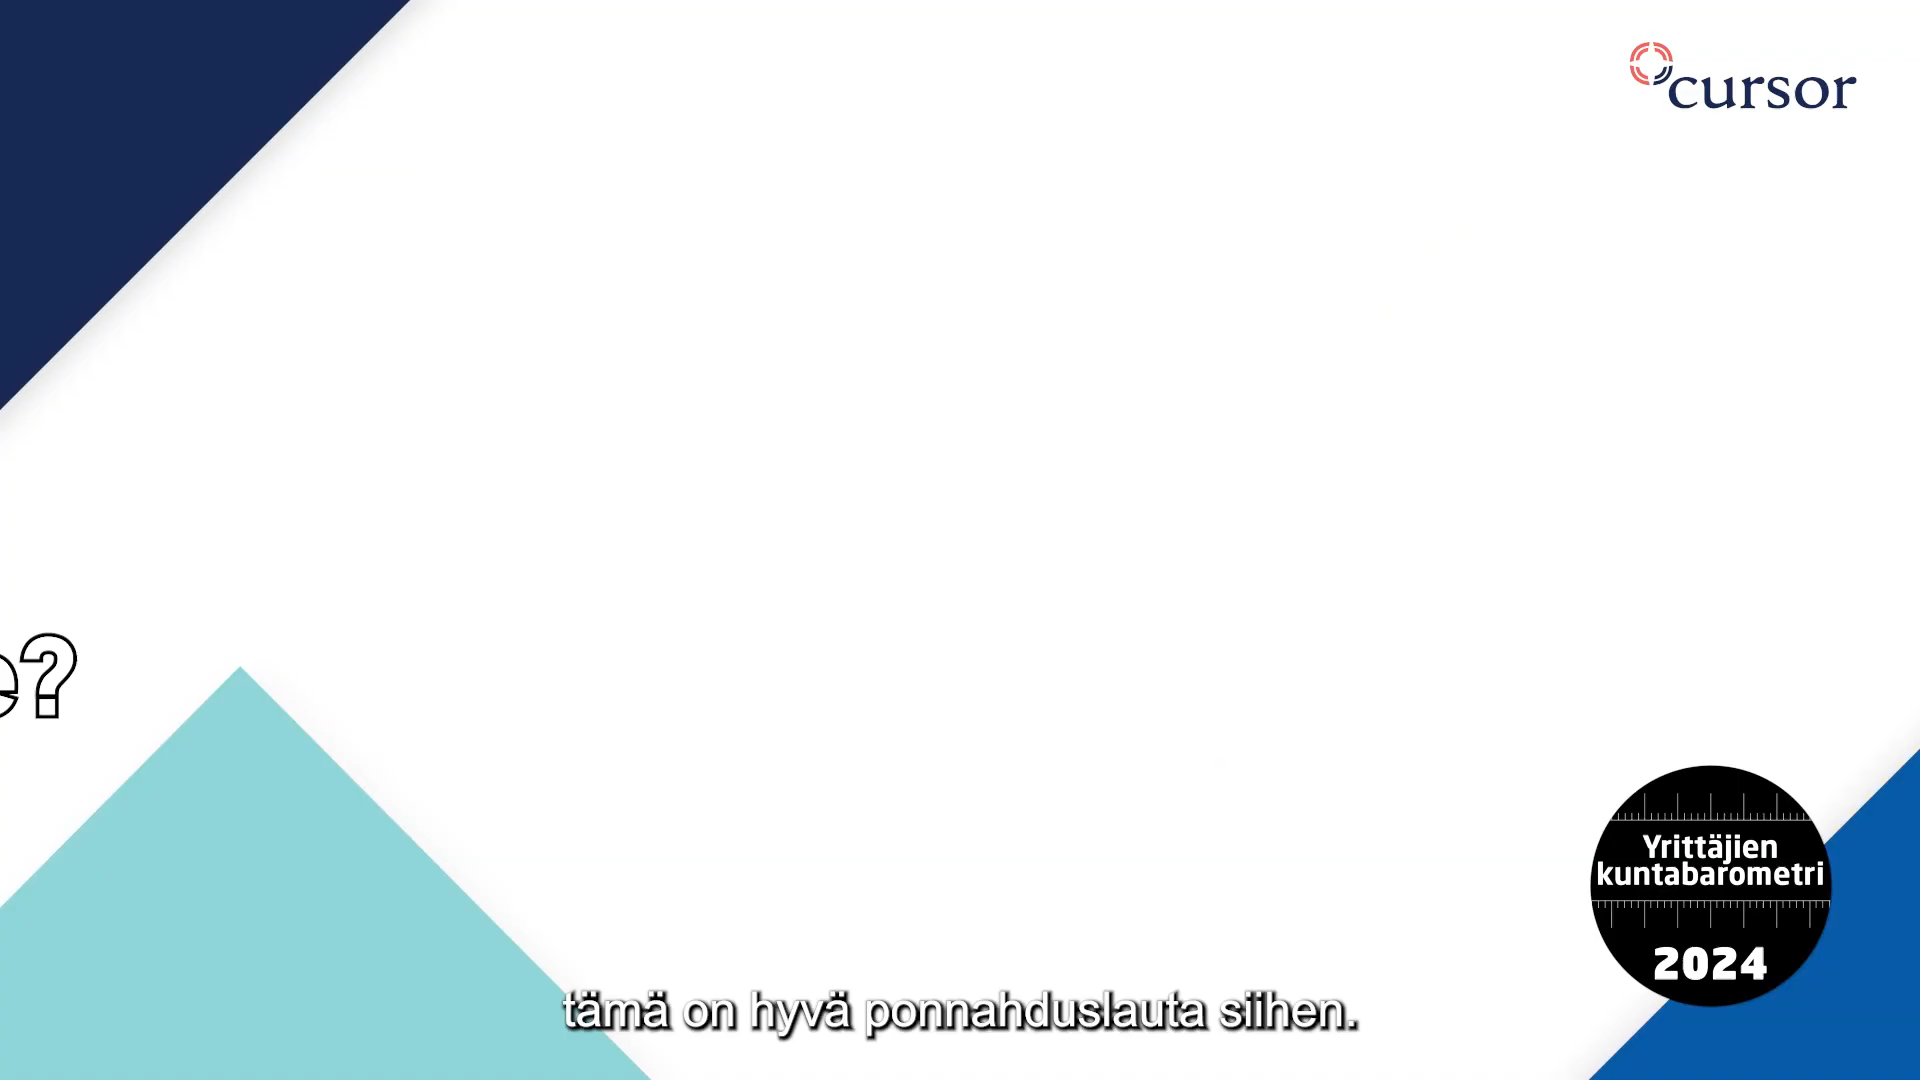 cursor
e?
Yrittäjien
kuntabarometri
2024
tämä on hyvä ponnahduslauta siihen.